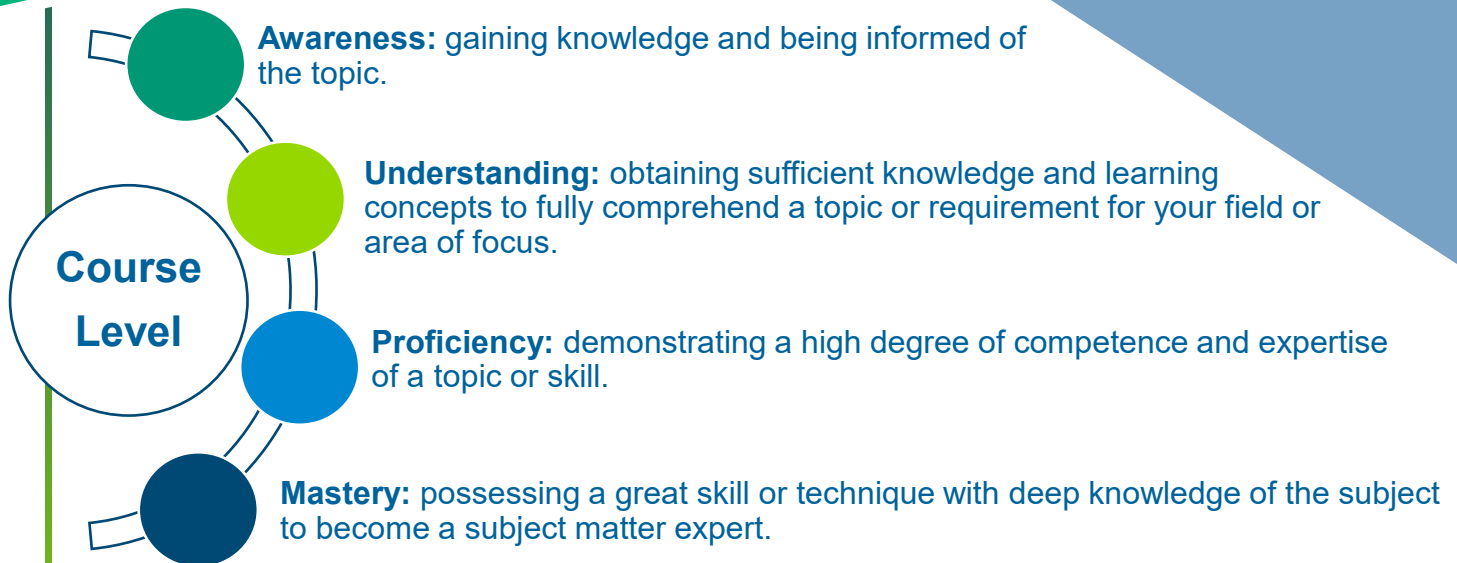 Awareness: gaining knowledge and being informed of
the topic.
Understanding: obtaining sufficient knowledge and learning
concepts to fully comprehend a topic or requirement for your field or
area of focus.
Course
Level
Proficiency: demonstrating a high degree of competence and expertise
of a topic or skill.
Mastery: possessing a great skill or technique with deep knowledge of the subject
to become a subject matter expert.